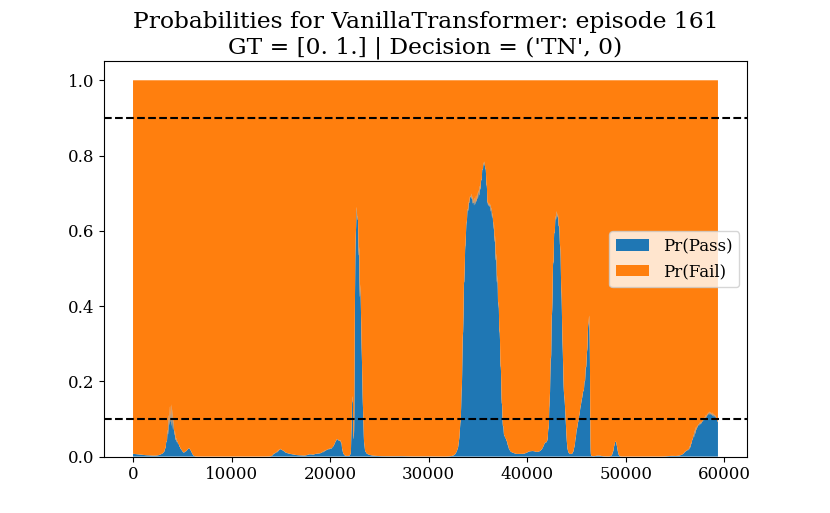 Probabilities for VanillaTransformer: episode 161
GT = [0. 1.] | Decision = ('TN', 0)
1.0
0.8
0.6
0.4
0.2
0.0
Pr(Pass)
Pr(Fail)
0 10000 20000 30000 40000 50000 60000